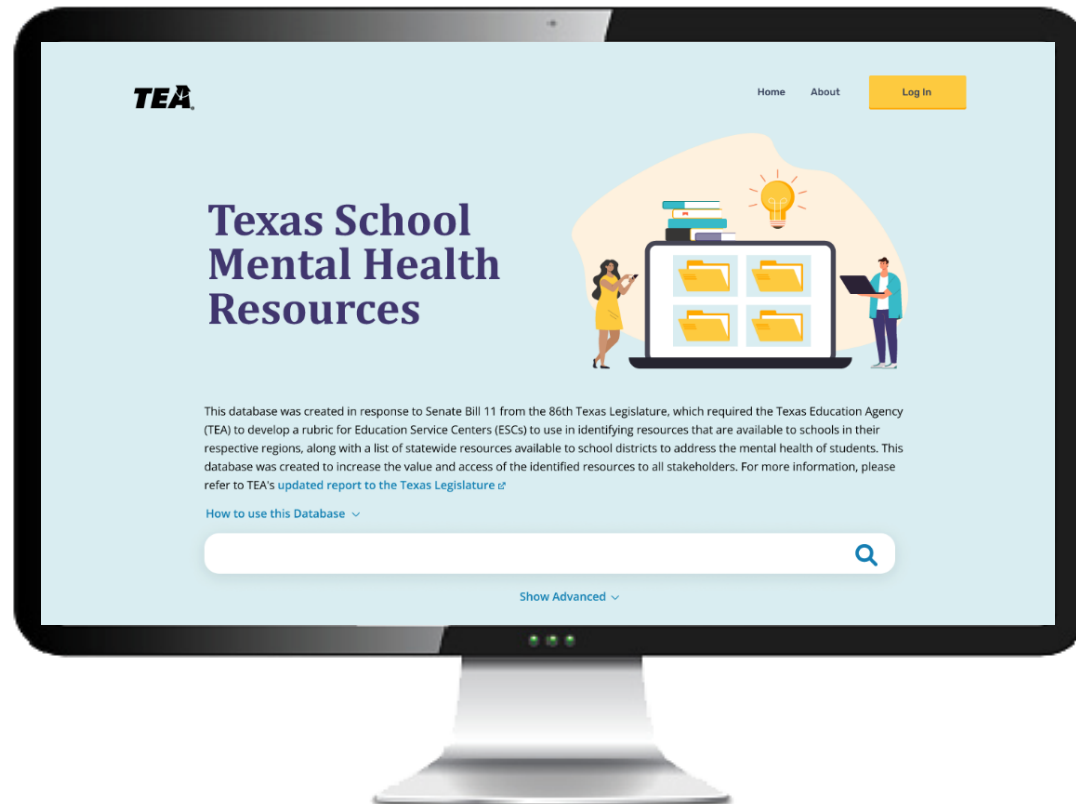 TEA
Home About Log In
Texas School
Mental Health
Resources
This database was created in response to Senate Bill 11 from the 86th Texas Legislature, which required the Texas Education Agency
(TEA) to develop a rubric for Education Service Centers (ESCs) to use in identifying resources that are available to schools in their
respective regions, along with a list of statewide resources available to school districts to address the mental health of students. This
database was created to increase the value and access of the identified resources to all stakeholders. For more information, please
refer to TEA's updated report to the Texas Legislature
How to use this Database
Show Advanced